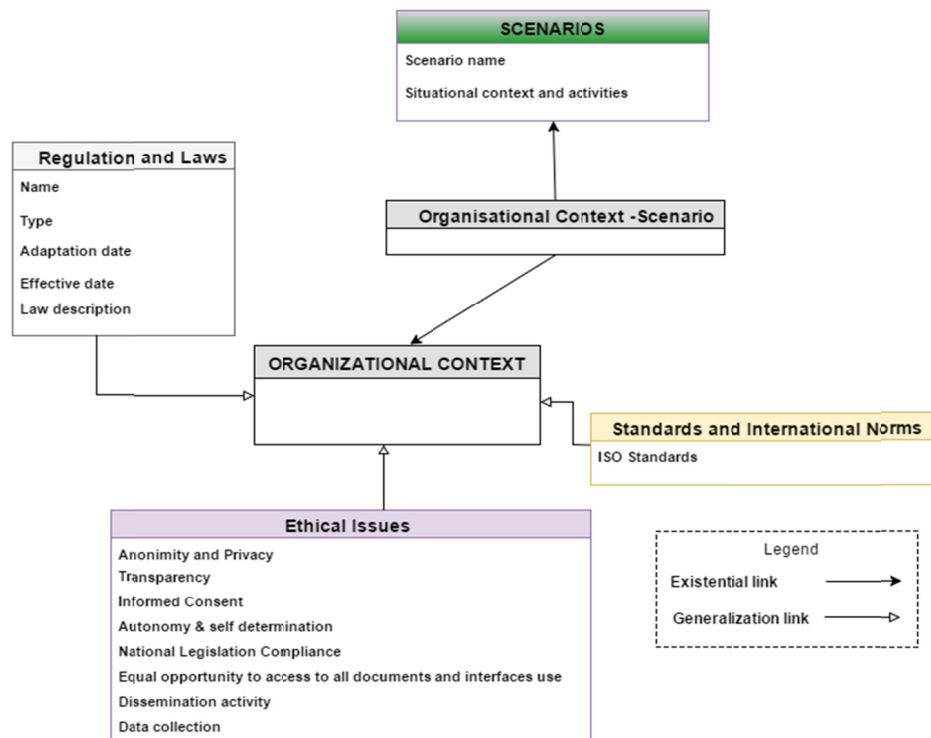 SCENARIOS
Scenario name
Situational context and activities
Regulation and Laws
Name
Type
Adaptation date
Effective date
Law description
Organisational Context -Scenario
ORGANIZATIONAL CONTEXT
Standards and International Norms
ISO Standards
Ethical Issues
Anonimity and Privacy
Transparency
Informed Consent
Autonomy & self determination
National Legislation Compliance
Equal opportunity to access to all documents and interfaces use
Dissemination activity
Data collection
Legend
Existential link
Generalization link